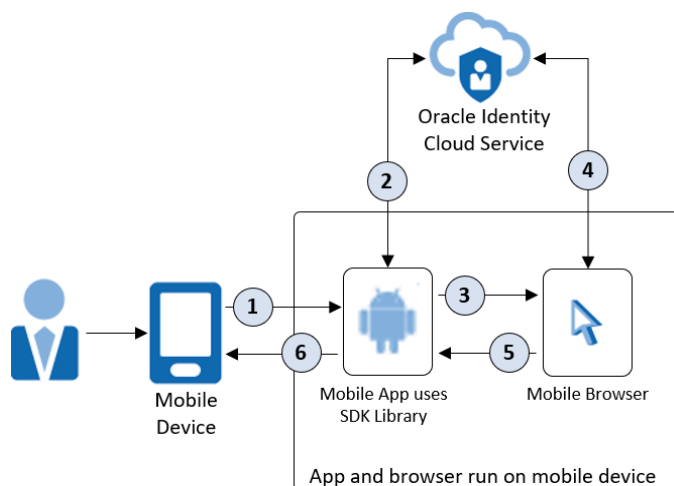 Oracle Identity
Cloud Service
2
4
1
3
6
5
Mobile
Device
Mobile App uses
SDK Library
Mobile Browser
App and browser run on mobile device